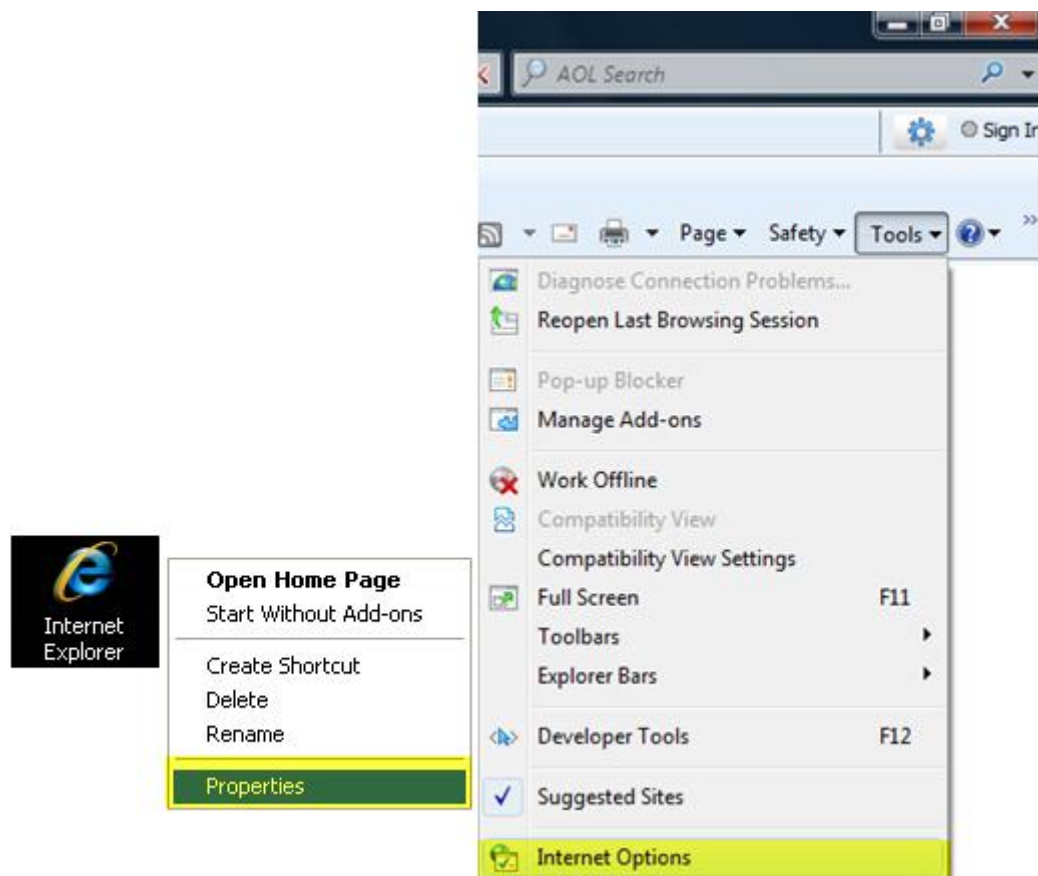 AOL Search
Sign In
Page Safety Tools
Diagnose Connection Problems...
Reopen Last Browsing Session
Pop-up Blocker
Manage Add-ons
Work Offline
Compatibility View
Compatibility View Settings
Full Screen F11
Toolbars
Explorer Bars
Developer Tools F12
Suggested Sites
Internet Options
Internet
Explorer
Open Home Page
Start Without Add-ons
Create Shortcut
Delete
Rename
Properties